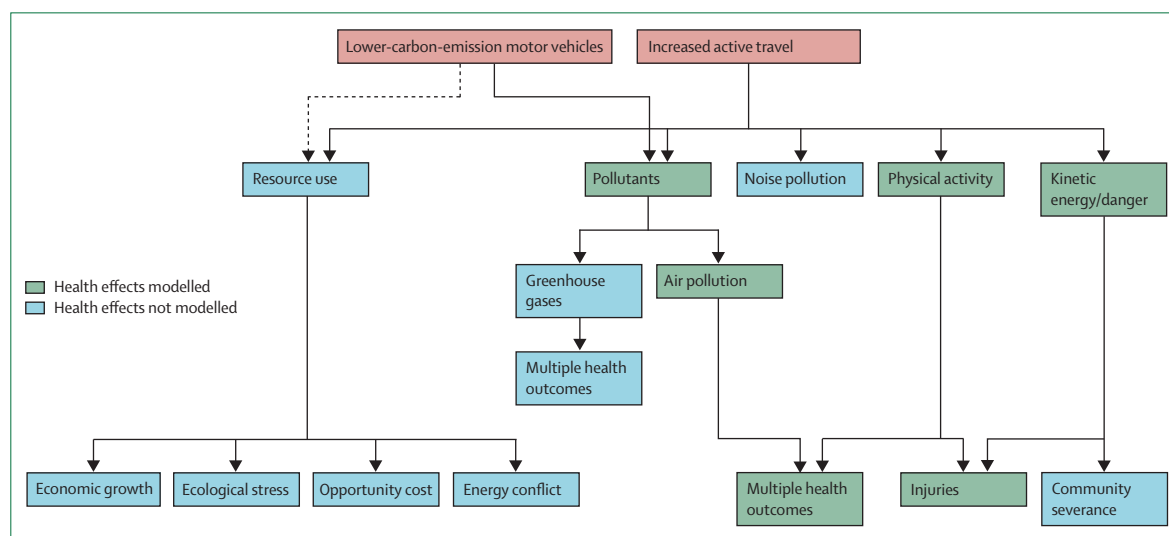 Lower-carbon-emission motor vehicles
Increased active travel
Resource use
Pollutants
Noise pollution
Physical activity
Kinetic
energy/danger
Greenhouse
gases
Air pollution
Health effects modelled
Health effects not modelled
Multiple health
outcomes
Economic growth
Ecological stress
Opportunity cost
Energy conflict
Multiple health
outcomes
Injuries
Community
severance